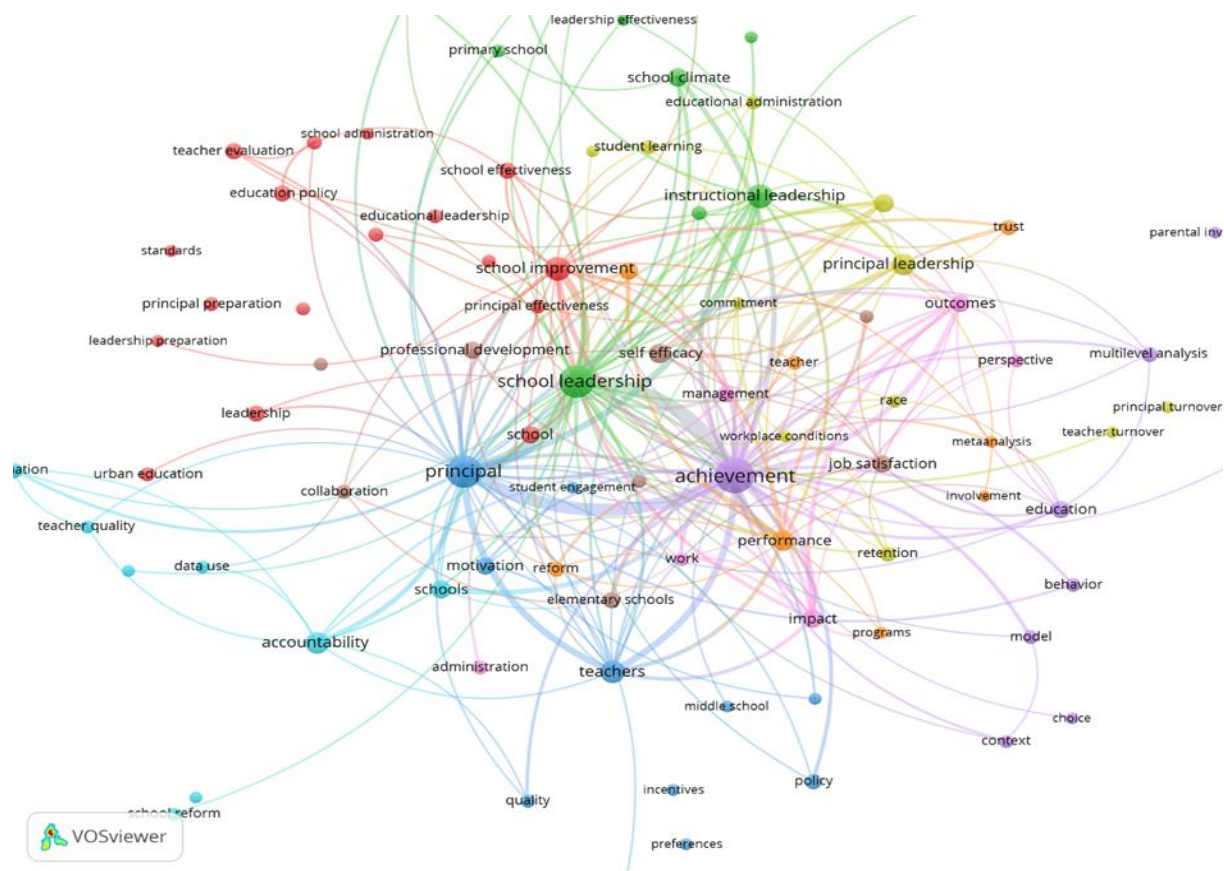 leadership effectiveness
primary school
school climate
educational administration
school administration
teacher evaluation
student learning
school effectiveness
education policy
instructional leadership
educational leadership
trust
parental inv
standards
school improvement
principal leadership
principal preparation
principal effectiveness
commitment
outcomes
leadership preparation
professional development
self efficacy
teacher
perspective
multilevel analysis
school leadership
management
race
principal turnover
leadership
school
workplace conditions
metaanalysis
teacher turnover
ation
urban education
principal
achievement
job satisfaction
collaboration
student engagement
involvement
education
teacher quality
performance
retention
data use
motivation
reform
work
schools
elementary schools
behavior
accountability
impact
programs
model
administration
teachers
middle school
choice
context
policy
quality
incentives
school reform
VOSviewer
preferences